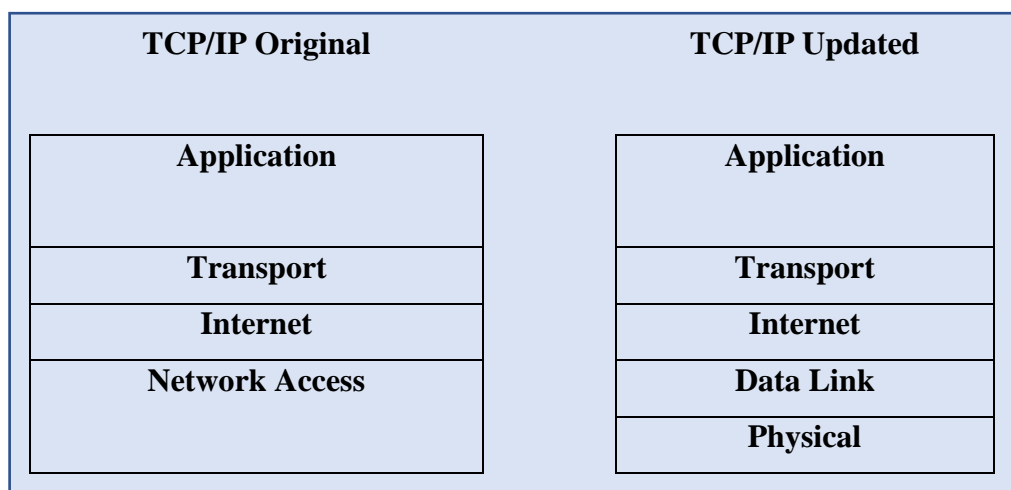 TCP/IP Original
TCP/IP Updated
Application
Transport
Internet
Network Access
Application
Transport
Internet
Data Link
Physical